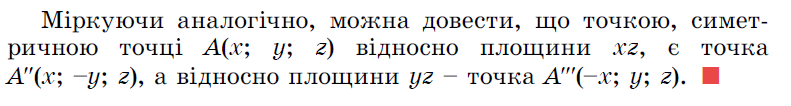 Міркуючи аналогічно, можна довести, що точкою, симет-
ричною точці A(x; y; z) відносно площини xz, є точка
A″(x; −y; z), а відносно площини yz − точка A‴(−x; y; z). ■